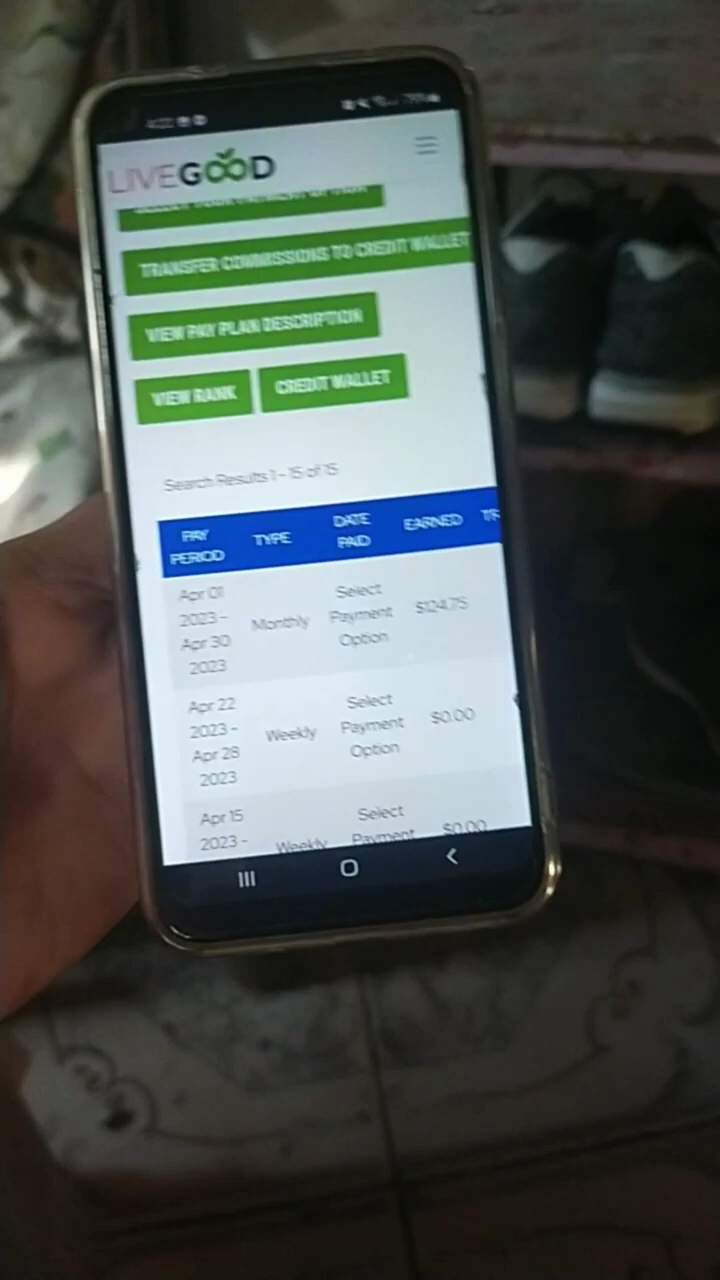 LIVEGOOD
TRANSFER COMMISSIONS TO CREDIT WALLET
VIEW PAY PLAN DESCRIPTION
VIEW RANK CREDIT WALLET
Search Results 1 - 15 of 15
PAY PERIOD TYPE DATE PAID EARNED
Apr 01 2023 - Apr 30 2023 Monthly Select Payment Option $124.75
Apr 22 2023 - Apr 28 2023 Weekly Select Payment Option $0.00
Apr 15 2023 - Weekly Select Payment $0.00